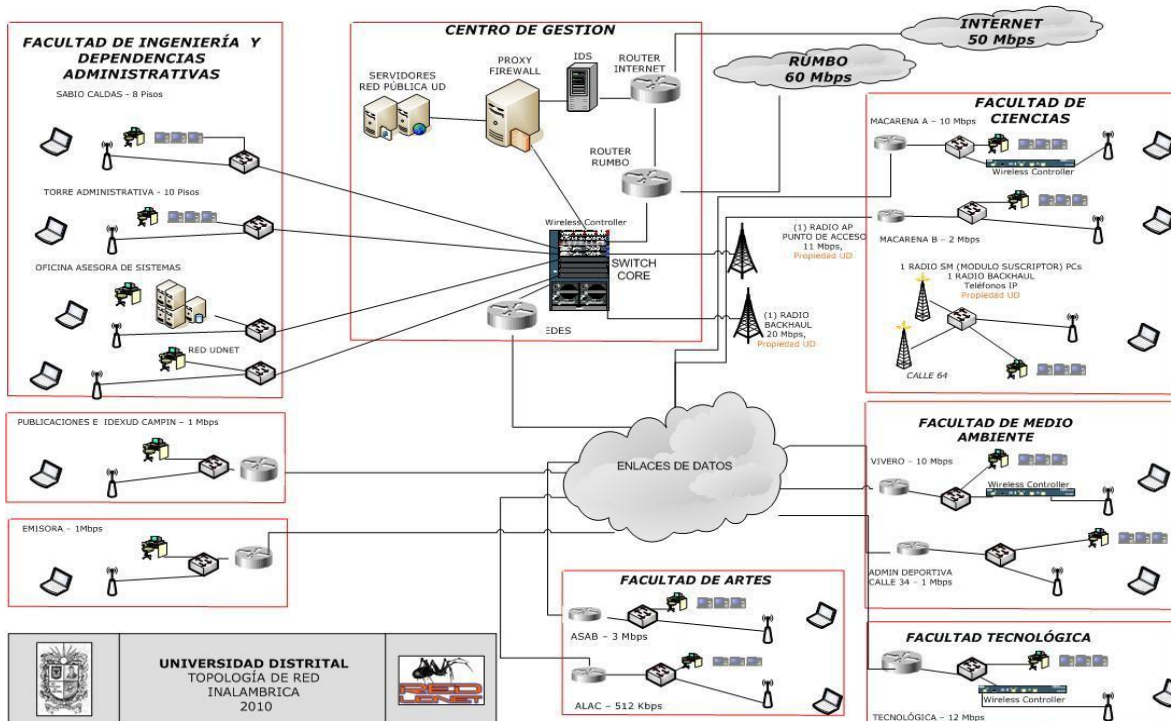 FACULTAD DE INGENIERÍA Y
DEPENDENCIAS
ADMINISTRATIVAS
SABIO CALDAS - 8 Pisos
TORRE ADMINISTRATIVA - 10 Pisos
OFICINA ASESORA DE SISTEMAS
RED UDNET
PUBLICACIONES E IDEXUD CAMPIN – 1 Mbps
EMISORA – 1Mbps
CENTRO DE GESTION
SERVIDORES
RED PÚBLICA UD
PROXY
FIREWALL
IDS
ROUTER
INTERNET
ROUTER
RUMBO
Wireless Controller
SWITCH
CORE
EDES
INTERNET
50 Mbps
RUMBO
60 Mbps
(1) RADIO AP
PUNTO DE ACCESO
11 Mbps,
Propiedad UD
(1) RADIO
BACKHAUL
20 Mbps,
Propiedad UD
ENLACES DE DATOS
FACULTAD DE
CIENCIAS
MACARENA A – 10 Mbps
Wireless Controller
MACARENA B – 2 Mbps
1 RADIO SM (MODULO SUSCRIPTOR) PCs
1 RADIO BACKHAUL
Teléfonos IP
Propiedad UD
CALLE 64
FACULTAD DE MEDIO
AMBIENTE
VIVERO – 10 Mbps
Wireless Controller
ADMIN DEPORTIVA
CALLE 34 – 1 Mbps
FACULTAD DE ARTES
ASAB – 3 Mbps
ALAC – 512 Kbps
FACULTAD TECNOLÓGICA
Wireless Controller
TECNOLÓGICA – 12 Mbps
UNIVERSIDAD DISTRITAL
TOPOLOGÍA DE RED
INALAMBRICA
2010
RED
UDNET